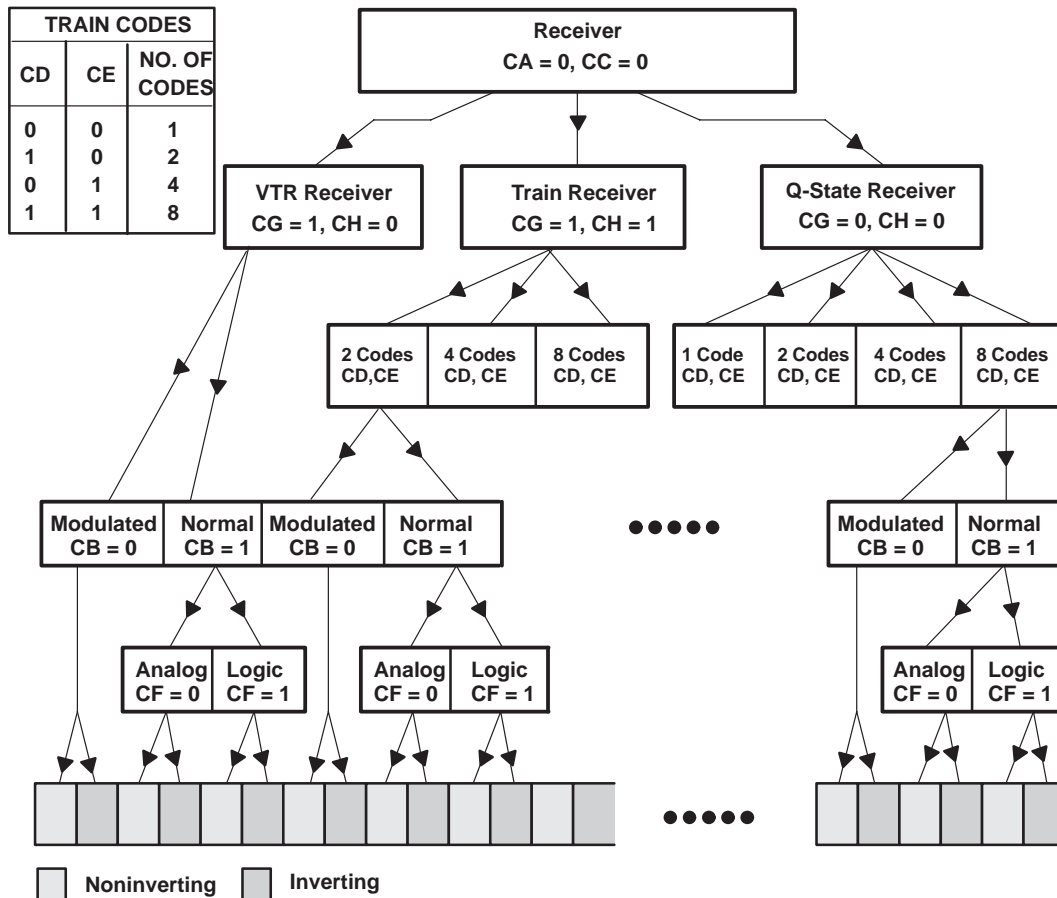 TRAIN CODES
CD CE NO. OF CODES
0 0 1
1 0 2
0 1 4
1 1 8
Receiver
CA = 0, CC = 0
VTR Receiver
CG = 1, CH = 0
Train Receiver
CG = 1, CH = 1
Q-State Receiver
CG = 0, CH = 0
2 Codes
CD,CE
4 Codes
CD, CE
8 Codes
CD, CE
1 Code
CD, CE
2 Codes
CD, CE
4 Codes
CD, CE
8 Codes
CD, CE
Modulated
CB = 0
Normal
CB = 1
Modulated
CB = 0
Normal
CB = 1
Modulated
CB = 0
Normal
CB = 1
Analog
CF = 0
Logic
CF = 1
Analog
CF = 0
Logic
CF = 1
Analog
CF = 0
Logic
CF = 1
Noninverting
Inverting